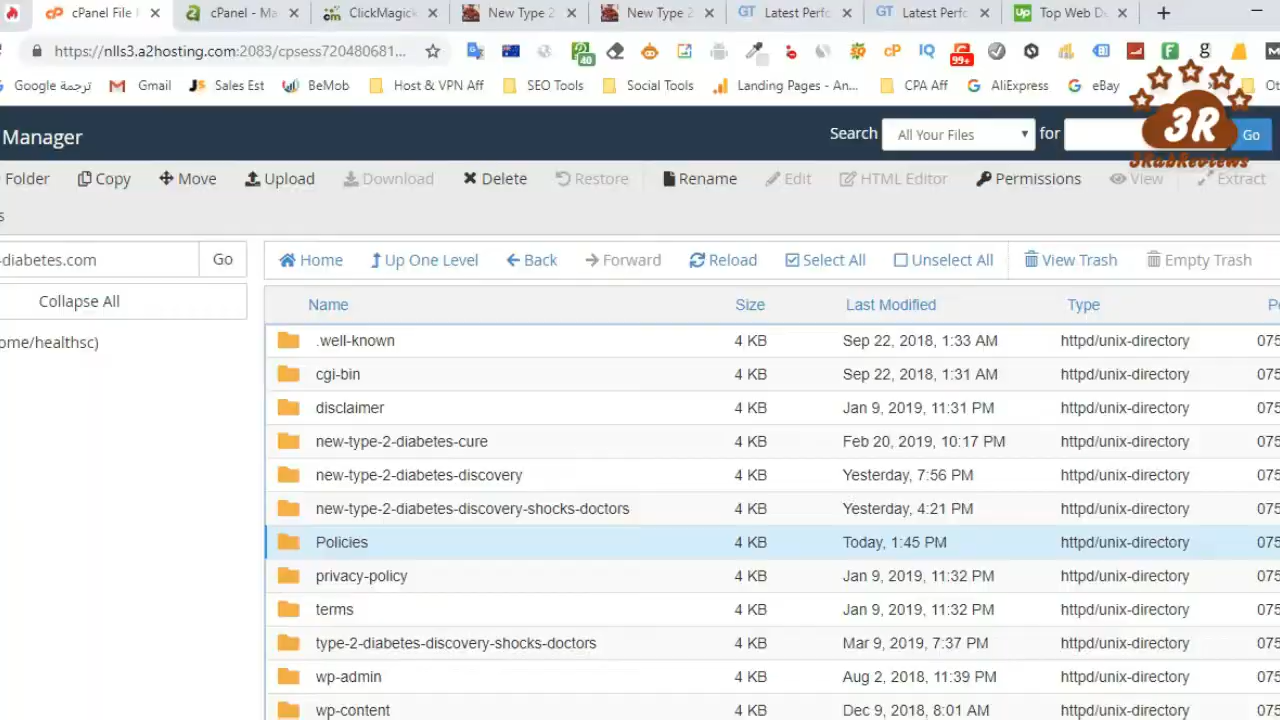 cPanel File cPanel - Ma ClickMagick New Type 2 New Type 2 Latest Perfo Latest Perfo Top Web D
https://nlls3.a2hosting.com:2083/cpsess720480681... 40 cP IQ 99+ F g
ترجمة Google Gmail JS Sales Est BeMob Host & VPN Aff SEO Tools Social Tools Landing Pages - An... CPA Aff AliExpress eBay Ot
Manager Search All Your Files for Go
3R
3RabReviews
Folder Copy Move Upload Download Delete Restore Rename Edit HTML Editor Permissions View Extract
s
-diabetes.com Go Home Up One Level Back Forward Reload Select All Unselect All View Trash Empty Trash
Collapse All
Name Size Last Modified Type Pe
ome/healthsc)
.well-known 4 KB Sep 22, 2018, 1:33 AM httpd/unix-directory 075
cgi-bin 4 KB Sep 22, 2018, 1:31 AM httpd/unix-directory 075
disclaimer 4 KB Jan 9, 2019, 11:31 PM httpd/unix-directory 075
new-type-2-diabetes-cure 4 KB Feb 20, 2019, 10:17 PM httpd/unix-directory 075
new-type-2-diabetes-discovery 4 KB Yesterday, 7:56 PM httpd/unix-directory 075
new-type-2-diabetes-discovery-shocks-doctors 4 KB Yesterday, 4:21 PM httpd/unix-directory 075
Policies 4 KB Today, 1:45 PM httpd/unix-directory 075
privacy-policy 4 KB Jan 9, 2019, 11:32 PM httpd/unix-directory 075
terms 4 KB Jan 9, 2019, 11:32 PM httpd/unix-directory 075
type-2-diabetes-discovery-shocks-doctors 4 KB Mar 9, 2019, 7:37 PM httpd/unix-directory 075
wp-admin 4 KB Aug 2, 2018, 11:39 PM httpd/unix-directory 075
wp-content 4 KB Dec 9, 2018, 8:01 AM httpd/unix-directory 075